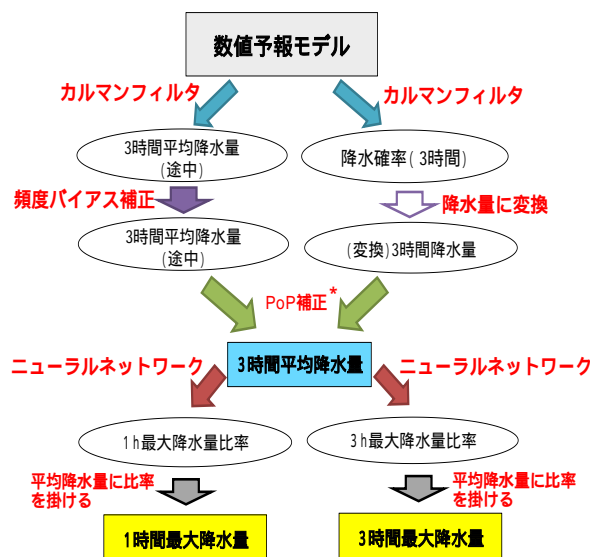 数値予報モデル
カルマンフィルタ
カルマンフィルタ
3時間平均降水量
(途中)
降水確率(3時間)
頻度バイアス補正
降水量に変換
3時間平均降水量
(途中)
(変換)3時間降水量
PoP補正*
ニューラルネットワーク
3時間平均降水量
ニューラルネットワーク
1h最大降水量比率
3h最大降水量比率
平均降水量に比率
を掛ける
平均降水量に比率
を掛ける
1時間最大降水量
3時間最大降水量